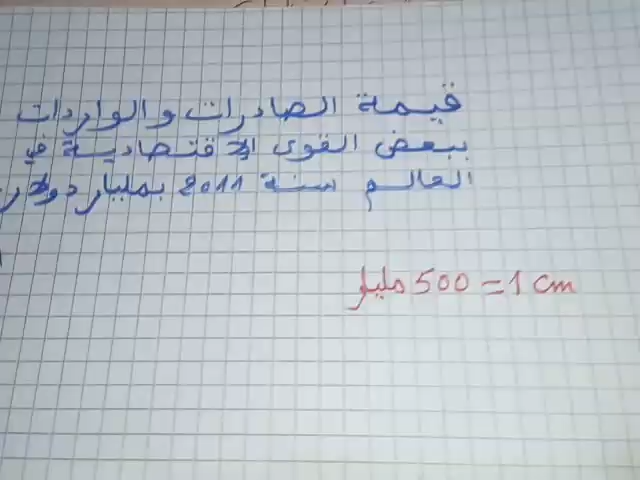 قيمة الصادرات والواردات
ببعض القوى الاقتصادية في
العالم سنة 2011 بمليار دولار
1 cm = 500 مليار